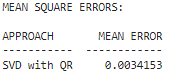 MEAN SQUARE ERRORS:
APPROACH MEAN ERROR
----------- -----------
SVD with QR 0.0034153